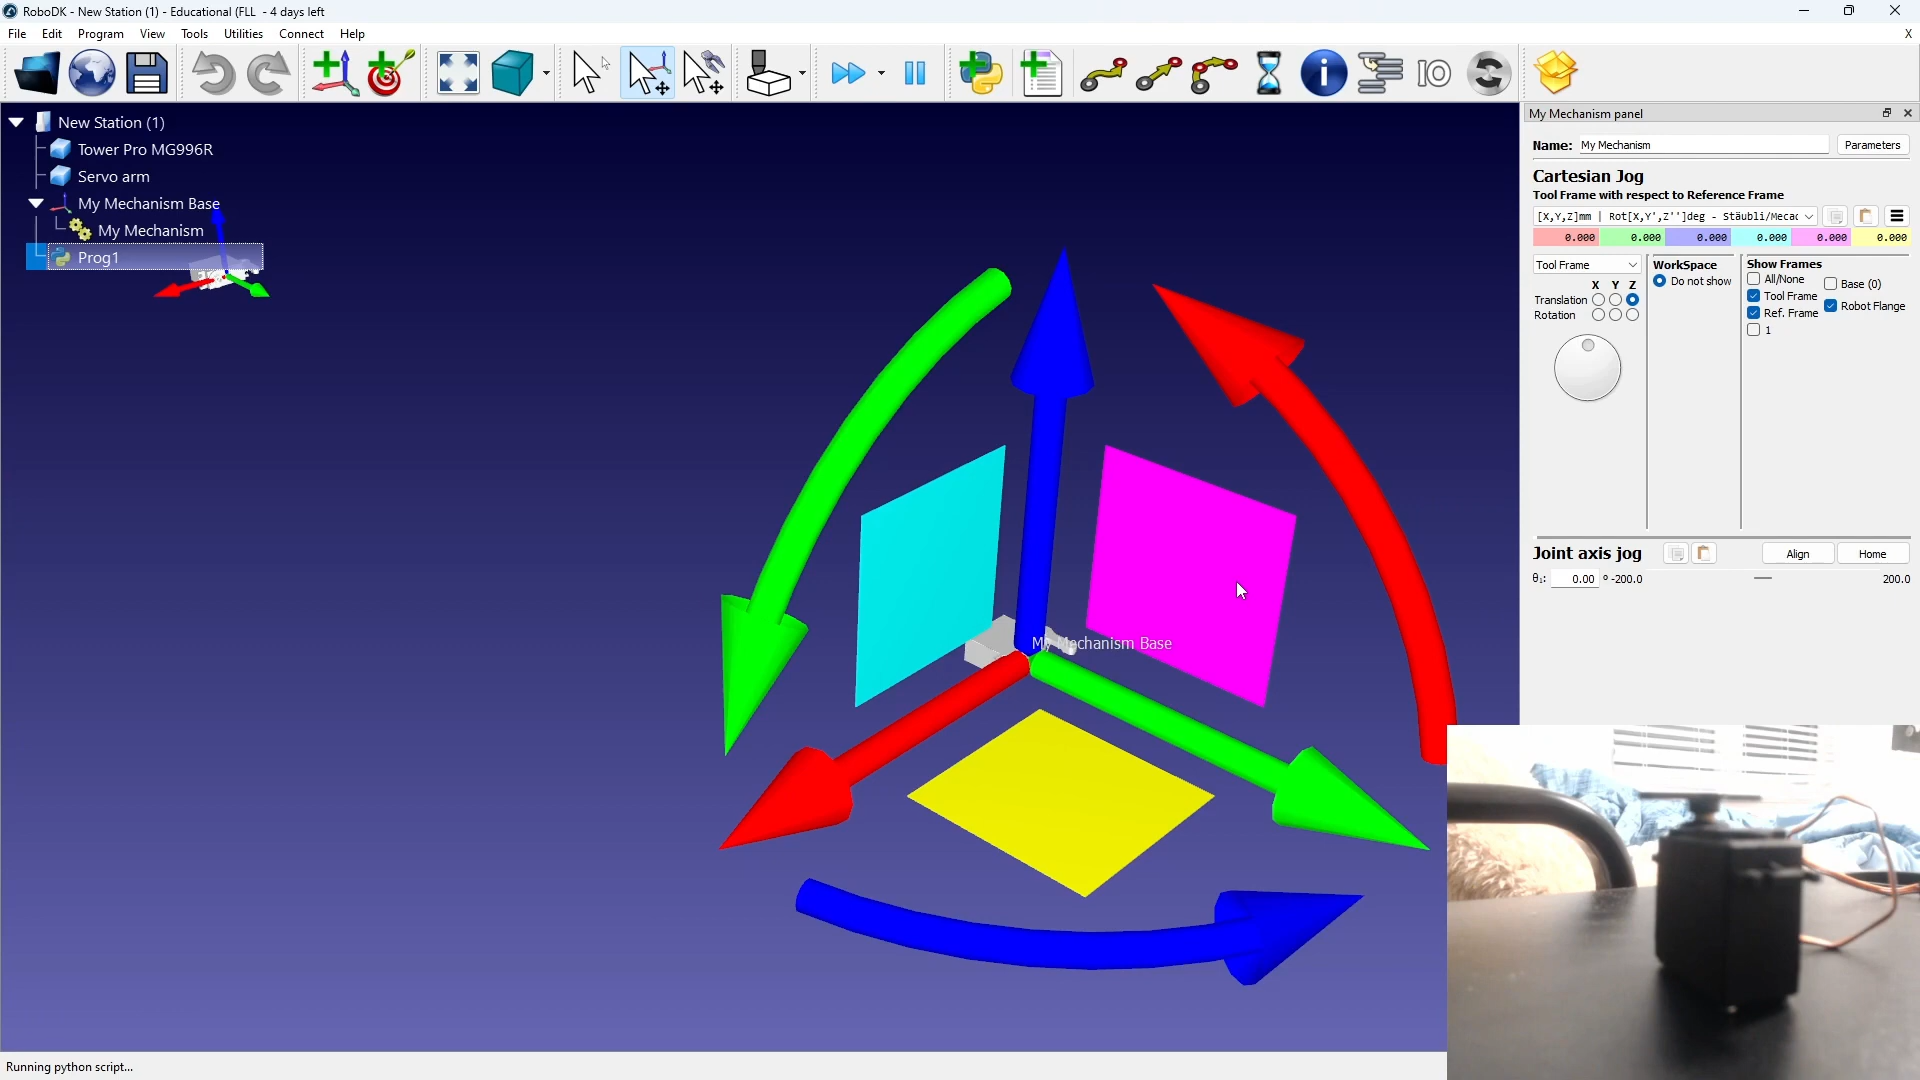 RoboDK - New Station (1) - Educational (FLL - 4 days left
File Edit Program View Tools Utilities Connect Help
X
IO
New Station (1)
Tower Pro MG996R
Servo arm
My Mechanism Base
My Mechanism
Prog1
My Mechanism Base
My Mechanism panel
Name: My Mechanism Parameters
Cartesian Jog
Tool Frame with respect to Reference Frame
[X,Y,Z]mm | Rot[X,Y',Z'']deg - Stäubli/Mecac
0.000 0.000 0.000 0.000 0.000 0.000
Tool Frame
X Y Z
Translation
Rotation
WorkSpace
Do not show
Show Frames
All/None Base (0)
Tool Frame
Ref. Frame Robot Flange
1
Joint axis jog Align Home
θ₁: 0.00 º -200.0 200.0
Running python script...